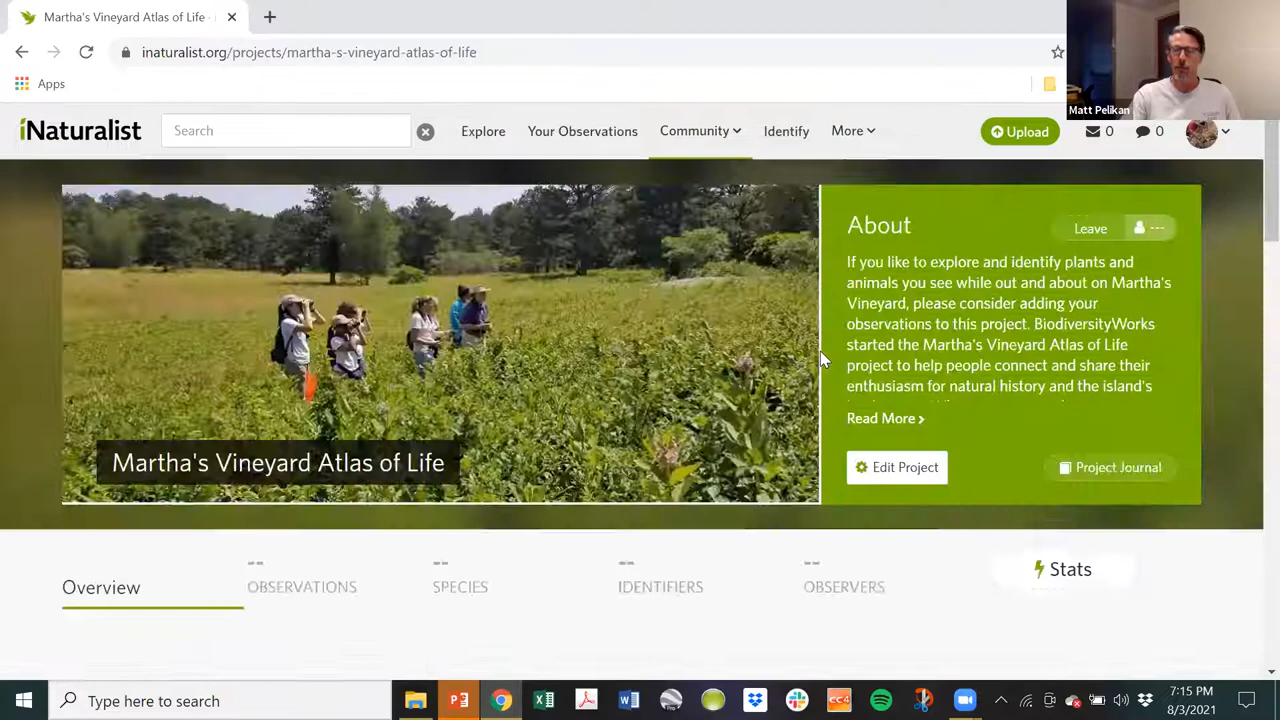 Martha's Vineyard Atlas of Life ·
inaturalist.org/projects/martha-s-vineyard-atlas-of-life
Apps
Matt Pelikan
iNaturalist
Search
Explore
Your Observations
Community
Identify
More
Upload
0
0
About
Leave
---
If you like to explore and identify plants and
animals you see while out and about on Martha's
Vineyard, please consider adding your
observations to this project. BiodiversityWorks
started the Martha's Vineyard Atlas of Life
project to help people connect and share their
enthusiasm for natural history and the island's
Read More >
Edit Project
Project Journal
Martha's Vineyard Atlas of Life
Overview
--
OBSERVATIONS
--
SPECIES
--
IDENTIFIERS
--
OBSERVERS
Stats
Type here to search
CC4
7:15 PM
8/3/2021